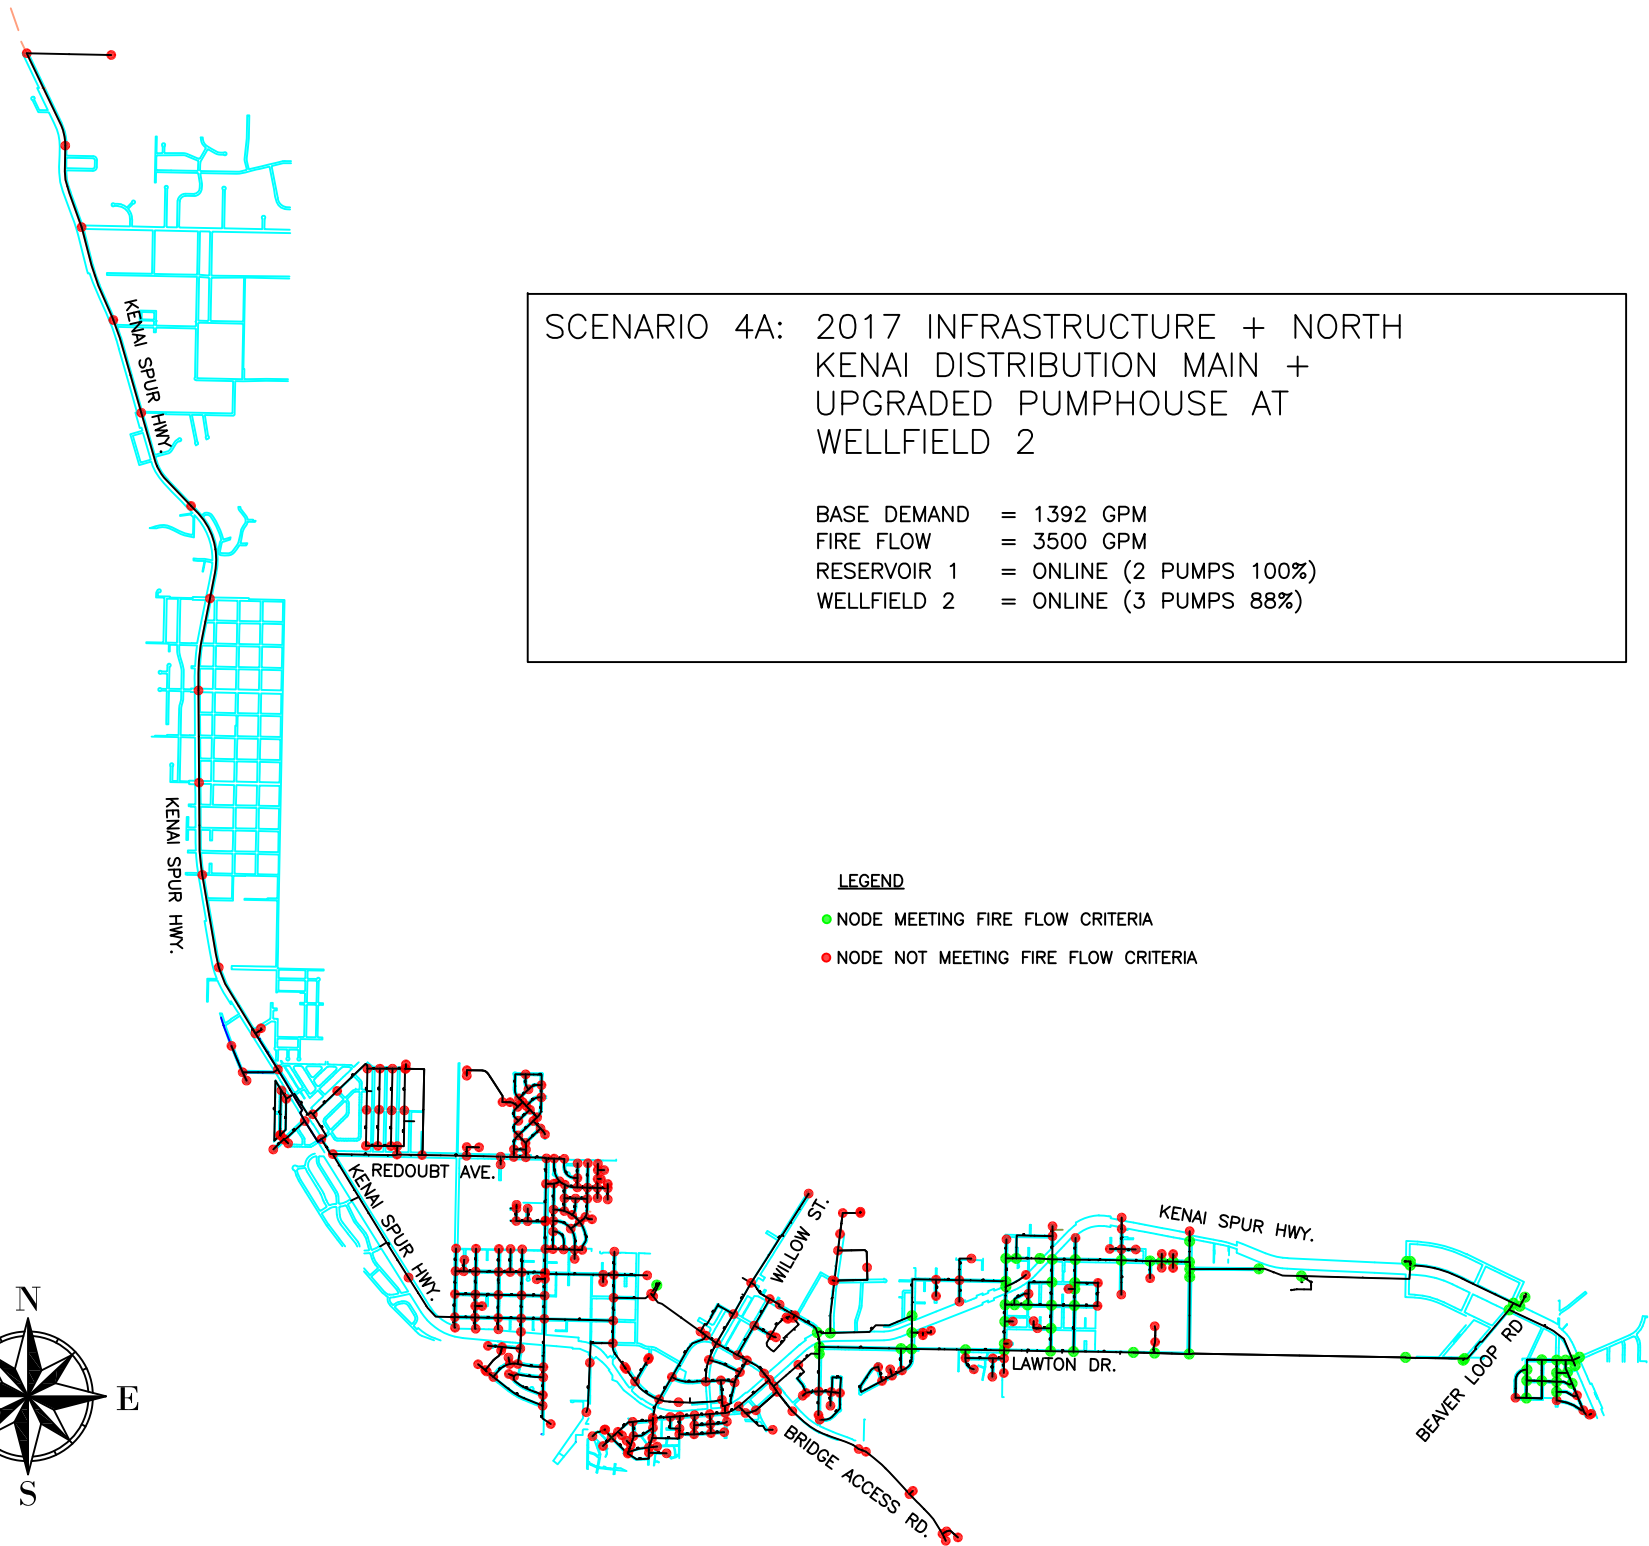 KENAI SPUR HWY.
SCENARIO 4A: 2017 INFRASTRUCTURE + NORTH
KENAI DISTRIBUTION MAIN +
UPGRADED PUMPHOUSE AT
WELLFIELD 2
BASE DEMAND = 1392 GPM
FIRE FLOW = 3500 GPM
RESERVOIR 1 = ONLINE (2 PUMPS 100%)
WELLFIELD 2 = ONLINE (3 PUMPS 88%)
KENAI SPUR HWY.
LEGEND
NODE MEETING FIRE FLOW CRITERIA
NODE NOT MEETING FIRE FLOW CRITERIA
REDOUBT AVE.
KENAI SPUR HWY.
WILLOW ST.
KENAI SPUR HWY.
LAWTON DR.
BEAVER LOOP RD
BRIDGE ACCESS RD.
N
E
S